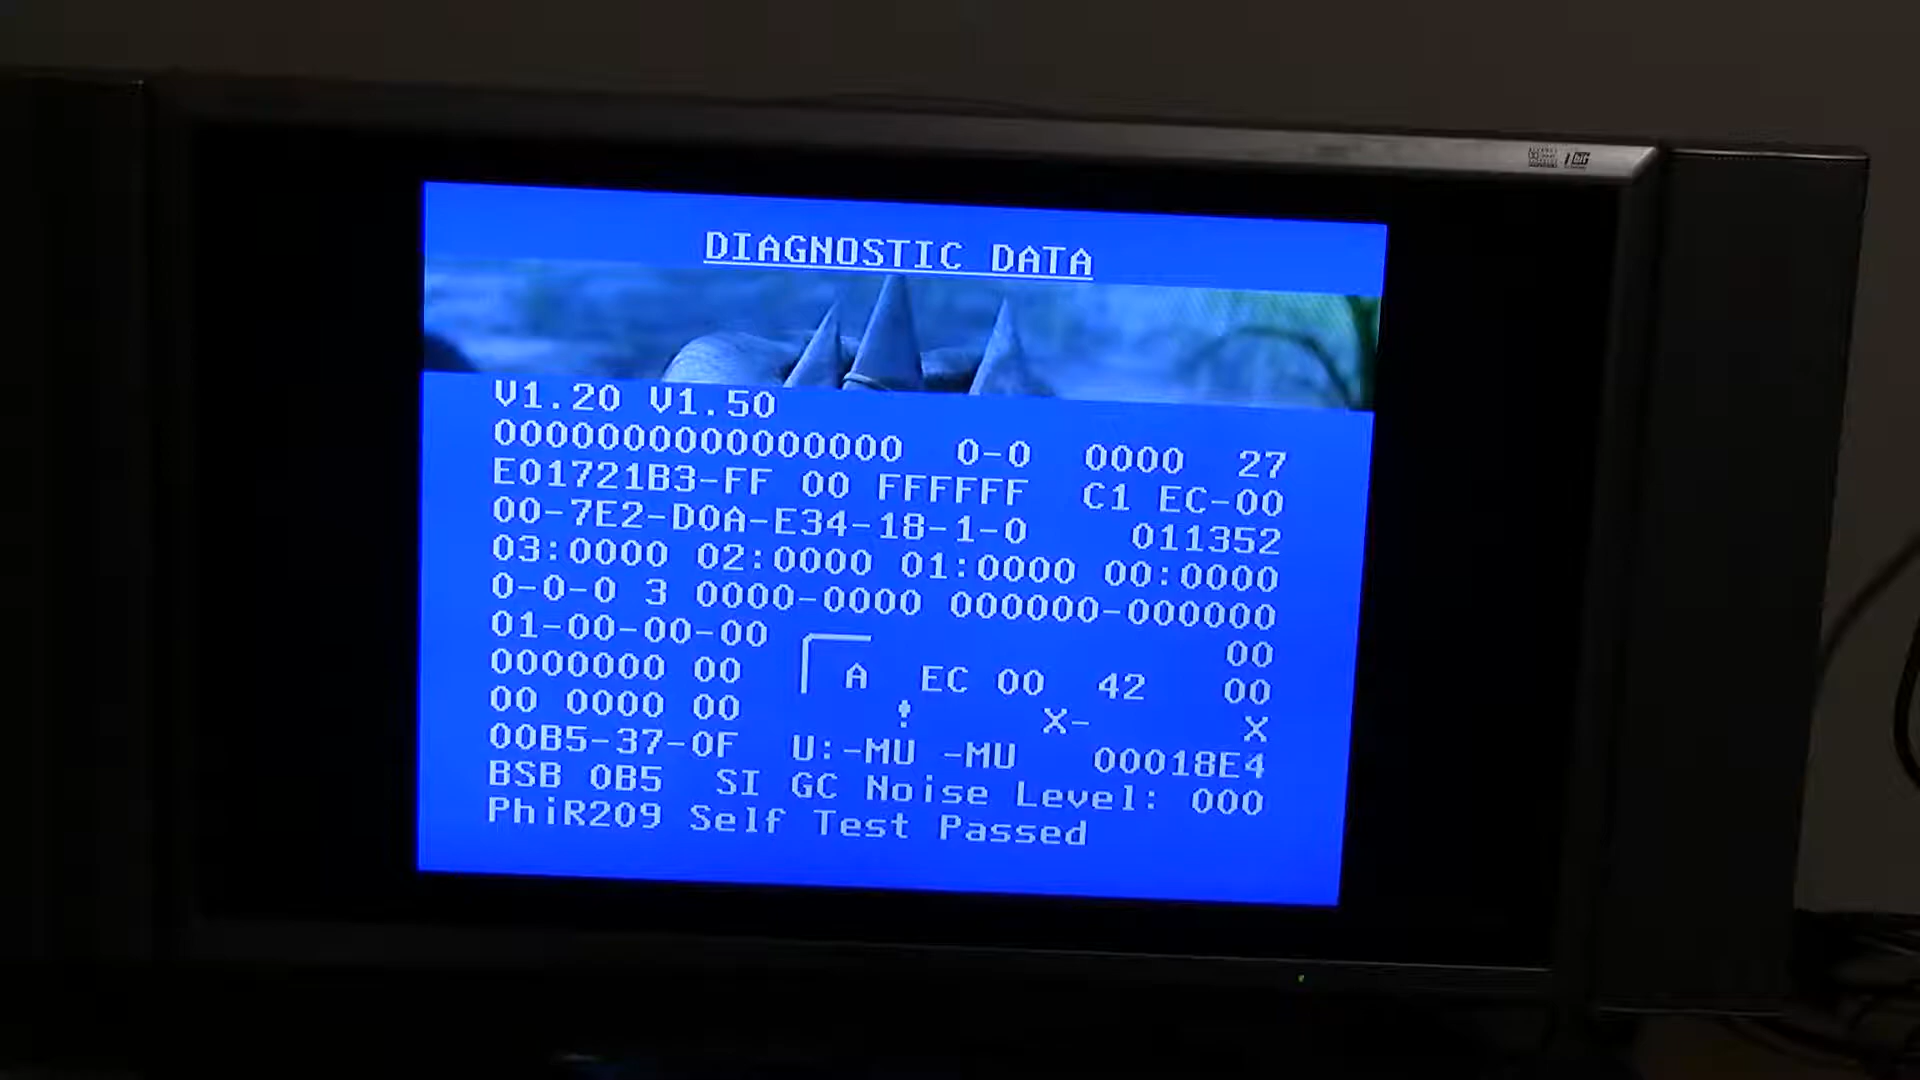 DIAGNOSTIC DATA
V1.20 V1.50
0000000000000000 0-0 0000 27
E01721B3-FF 00 FFFFFF C1 EC-00
00-7E2-D0A-E34-18-1-0 011352
03:0000 02:0000 01:0000 00:0000
0-0-0 3 0000-0000 000000-000000
01-00-00-00 00
0000000 00 A EC 00 42 00
00 0000 00 ! X- X
00B5-37-0F U:-MU -MU 00018E4
BSB 0B5 SI GC Noise Level: 000
PhiR209 Self Test Passed
1 bit